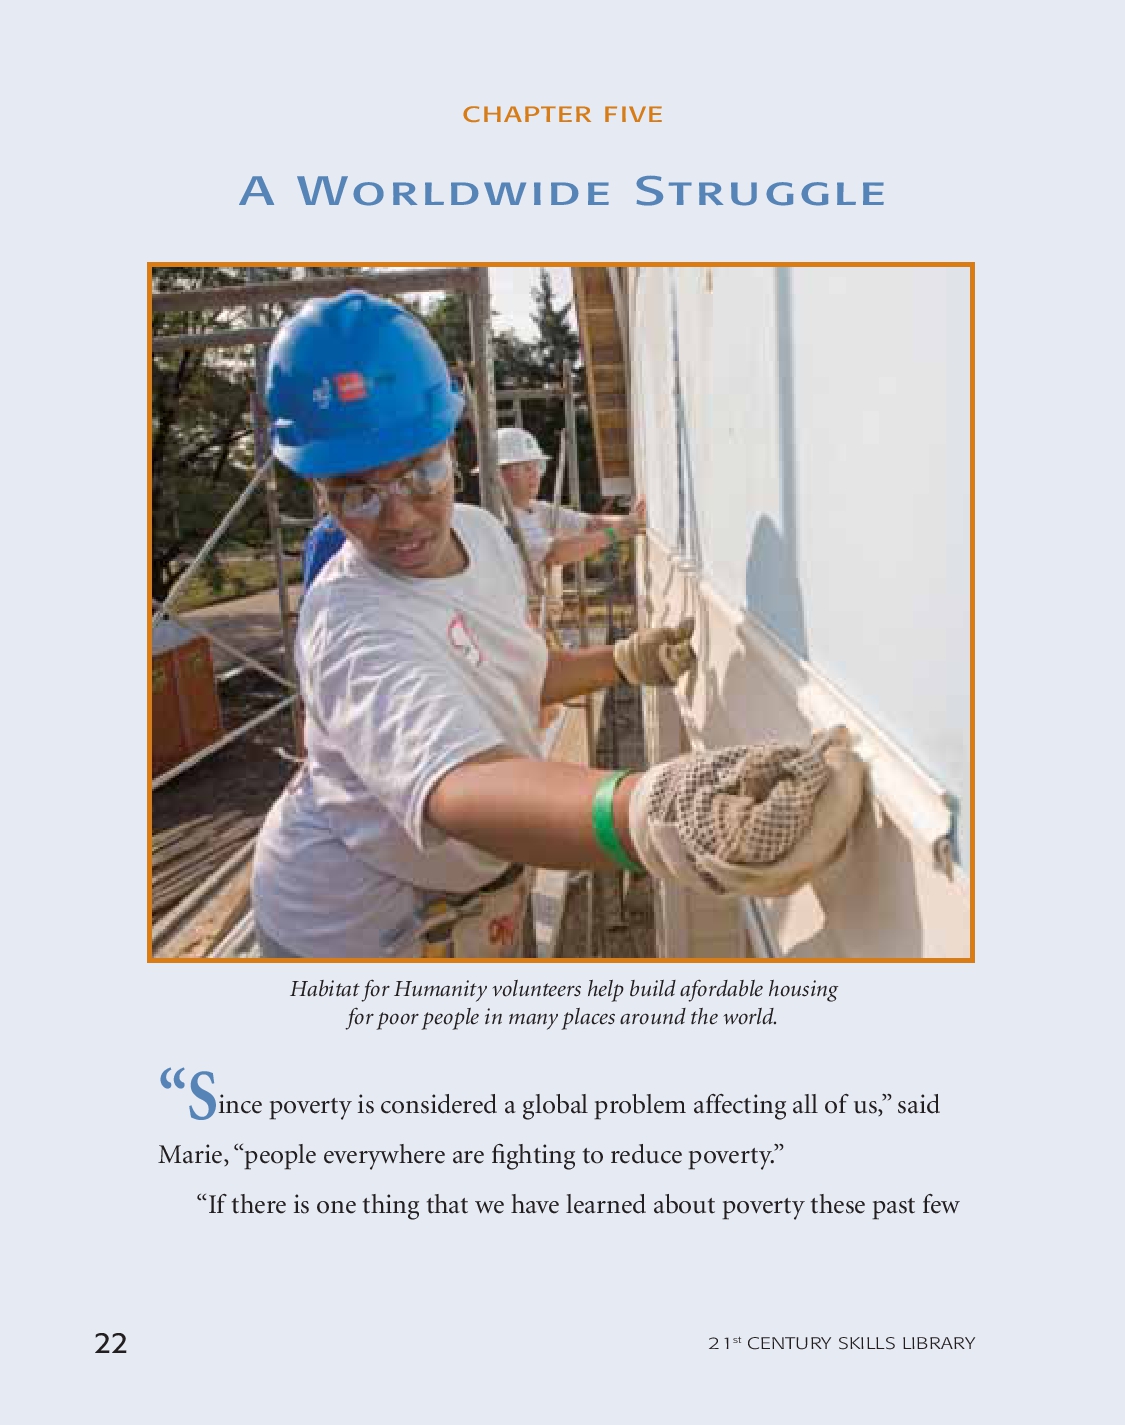 CHAPTER FIVE
A WORLDWIDE STRUGGLE
Habitat for Humanity volunteers help build afordable housing
for poor people in many places around the world.
“Since poverty is considered a global problem affecting all of us,” said
Marie, “people everywhere are fighting to reduce poverty.”
“If there is one thing that we have learned about poverty these past few
22
21st CENTURY SKILLS LIBRARY